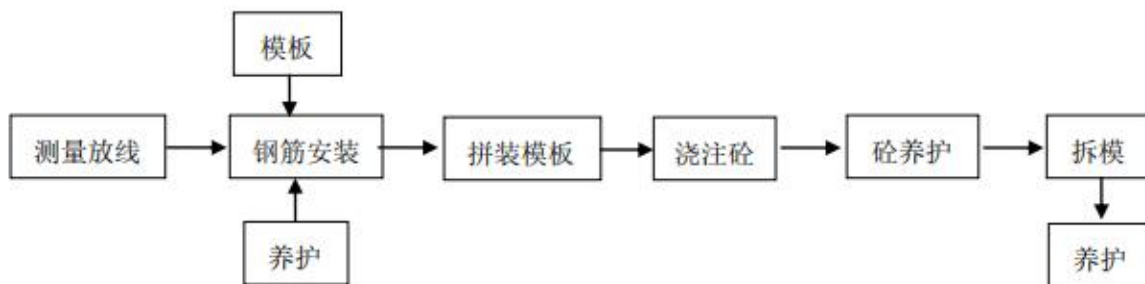 模板
测量放线
钢筋安装
拼装模板
浇注砼
砼养护
拆模
养护
养护